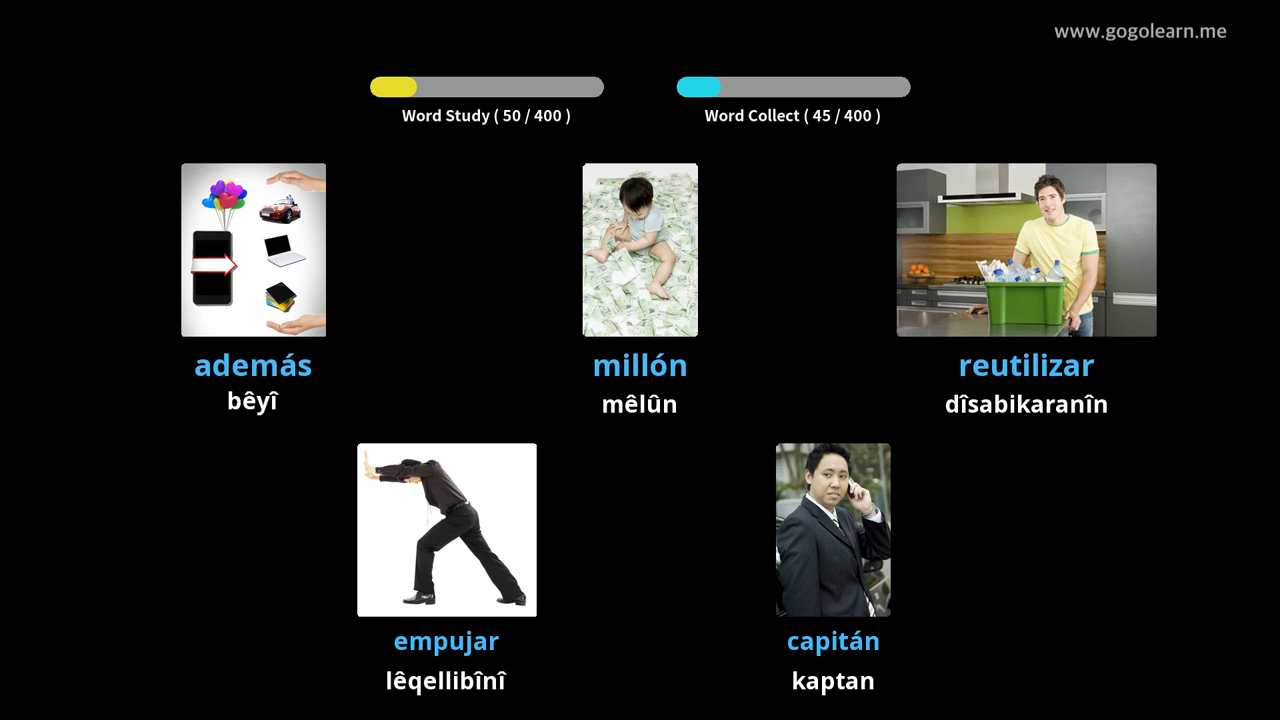 www.gogolearn.me
Word Study ( 50 / 400 )
Word Collect ( 45 / 400 )
además
bêyî
millón
mêlûn
reutilizar
dîsabikaranîn
empujar
lêqellibînî
capitán
kaptan